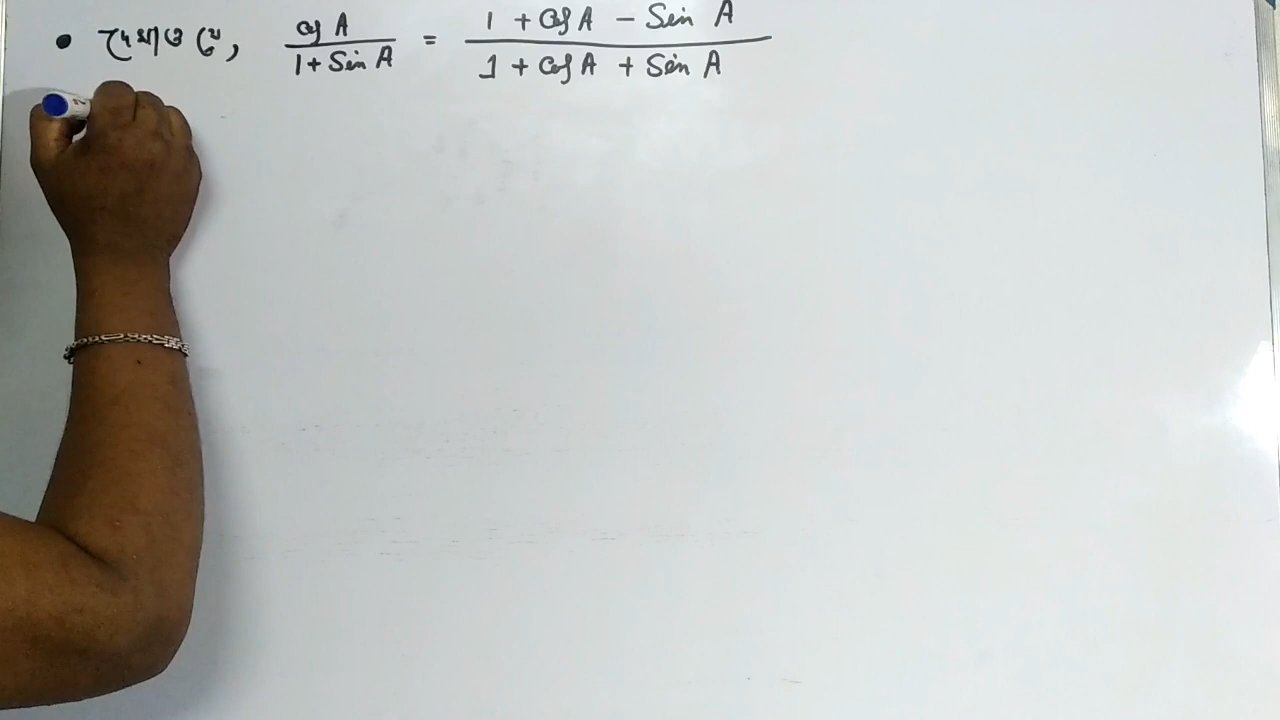 • দেখাও যে, cos A / 1 + Sin A = 1 + Cos A - Sin A / 1 + Cos A + Sin A